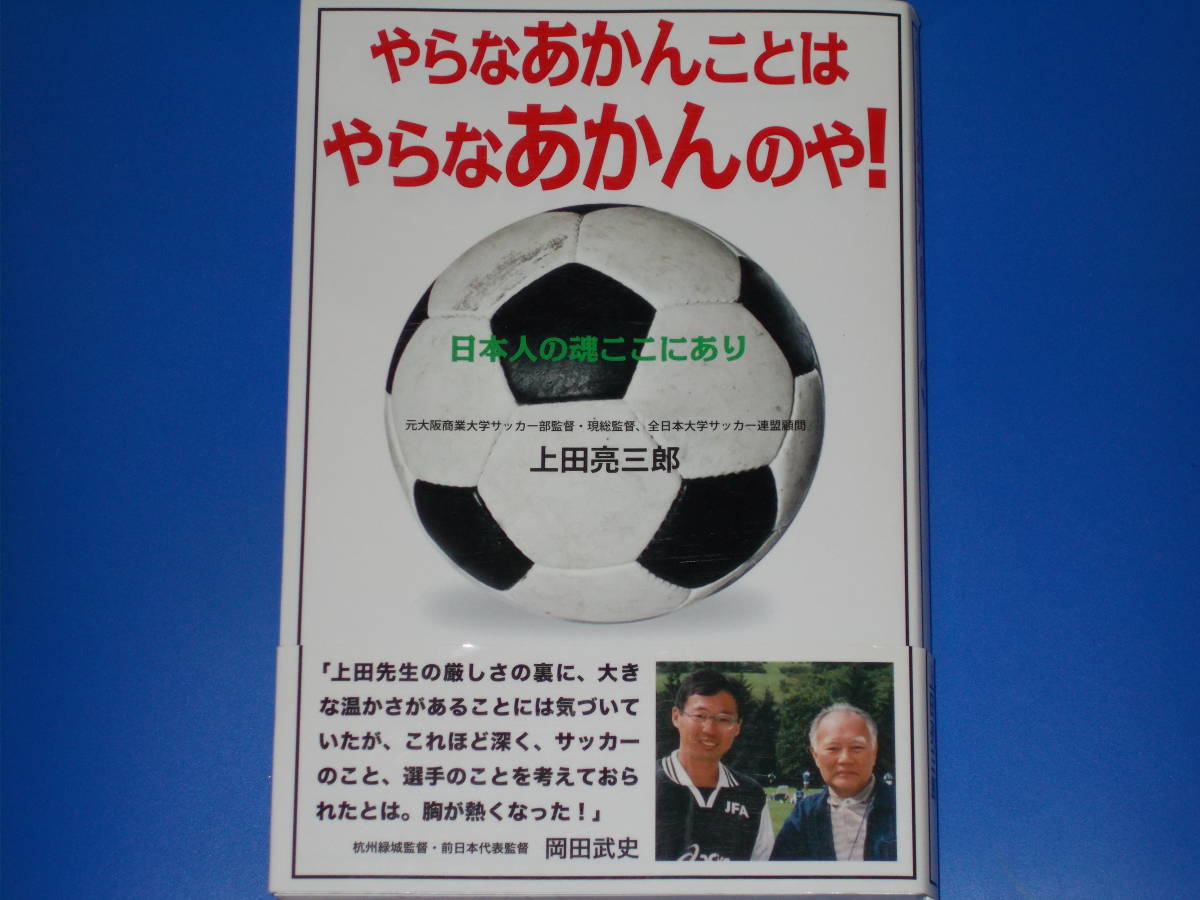 やらなあかんことは
やらなあかんのや!
日本人の魂ここにあり
元大阪商業大学サッカー部監督・現総監督、全日本大学サッカー連盟顧問
上田亮三郎
「上田先生の厳しさの裏に、大き
な温かさがあることには気づいて
いたが、これほど深く、サッカー
のこと、選手のことを考えておら
れたとは。胸が熱くなった!」
杭州緑城監督・前日本代表監督 岡田武史
JFA
asics